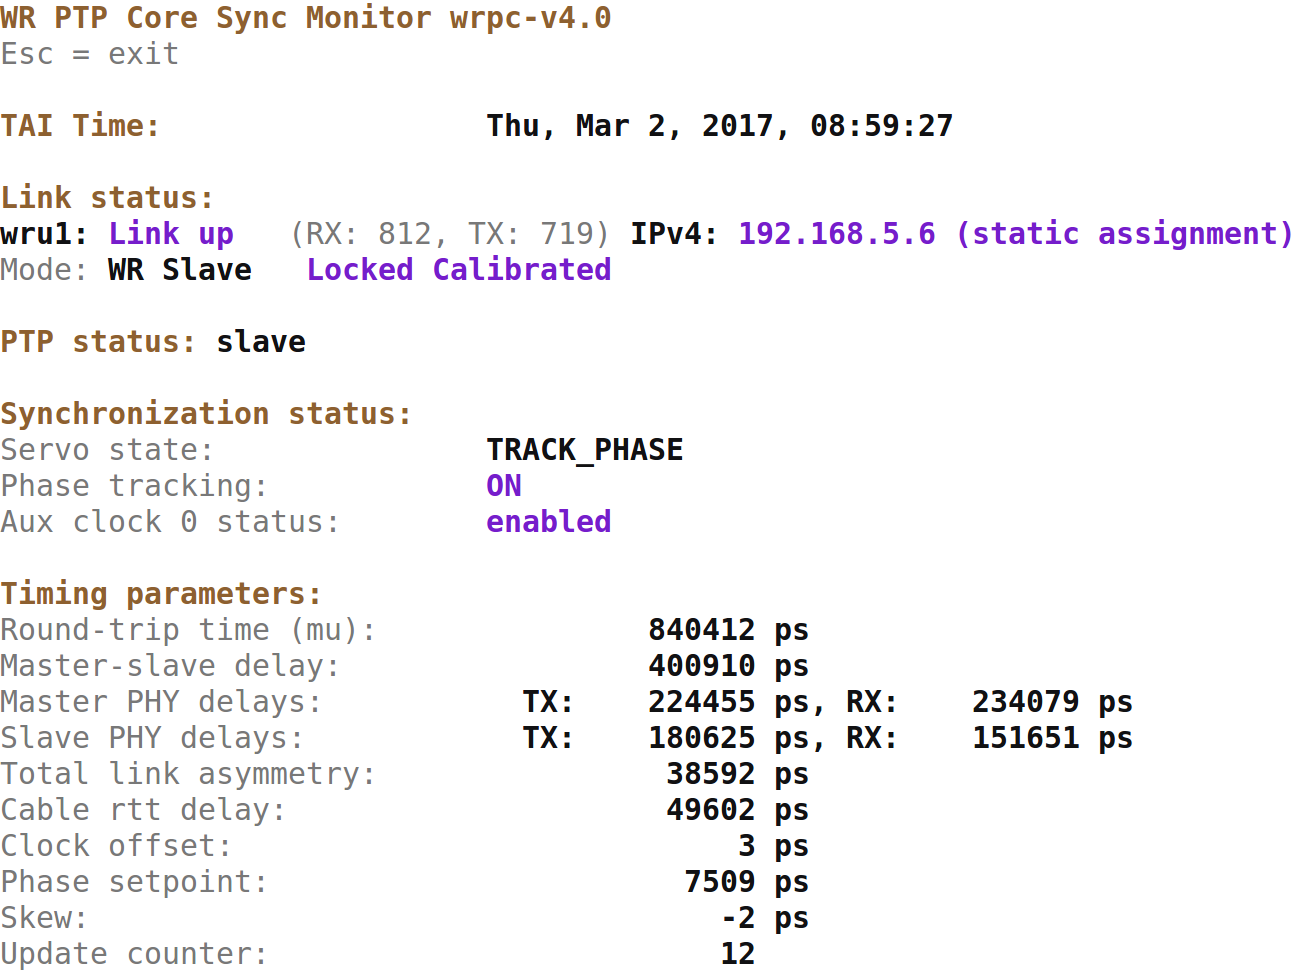 WR PTP Core Sync Monitor wrpc-v4.0
Esc = exit
TAI Time: Thu, Mar 2, 2017, 08:59:27
Link status:
wru1: Link up (RX: 812, TX: 719) IPv4: 192.168.5.6 (static assignment)
Mode: WR Slave Locked Calibrated
PTP status: slave
Synchronization status:
Servo state: TRACK_PHASE
Phase tracking: ON
Aux clock 0 status: enabled
Timing parameters:
Round-trip time (mu): 840412 ps
Master-slave delay: 400910 ps
Master PHY delays: TX: 224455 ps, RX: 234079 ps
Slave PHY delays: TX: 180625 ps, RX: 151651 ps
Total link asymmetry: 38592 ps
Cable rtt delay: 49602 ps
Clock offset: 3 ps
Phase setpoint: 7509 ps
Skew: -2 ps
Update counter: 12